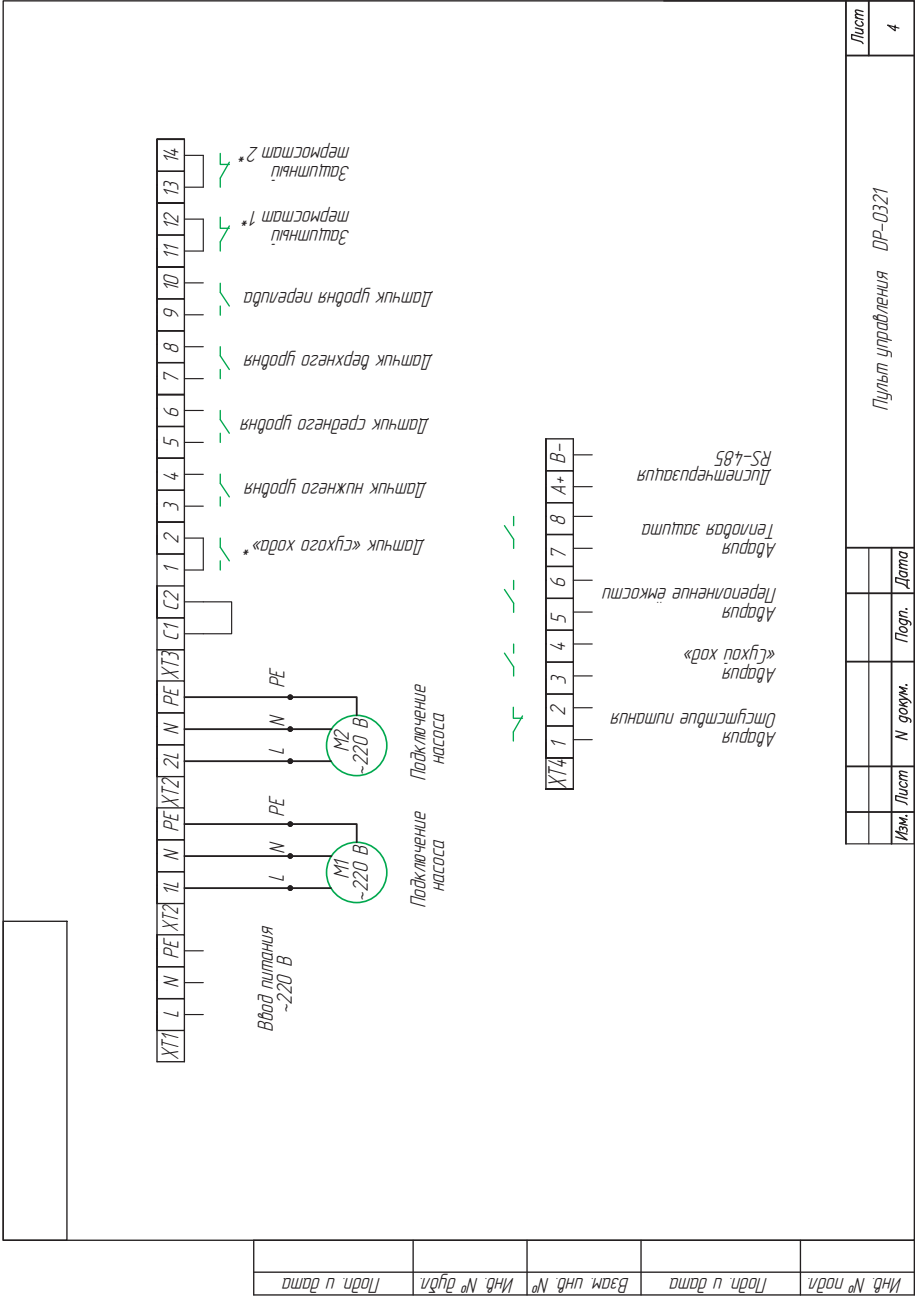 XT1 L N PE XT2 1L N PE XT2 2L N PE XT3 C1 C2 1 2 3 4 5 6 7 8 9 10 11 12 13 14
Ввод питания
~220 В
L
N
PE
М1
~220 В
Подключение
насоса
L
N
PE
М2
~220 В
Подключение
насоса
Датчик «сухого хода»*
Датчик нижнего уровня
Датчик среднего уровня
Датчик верхнего уровня
Датчик уровня перелива
Защитный
термостат 1*
Защитный
термостат 2*
XT4 1 2 3 4 5 6 7 8 A+ B-
Авария
Отсутствие питания
Авария
«Сухой ход»
Авария
Переполнение ёмкости
Авария
Тепловая защита
Диспетчеризация
RS-485
Изм. Лист N докум. Подп. Дата
Пульт управления DP-0321
Лист
4
Инв. № подл.
Подп. и дата
Взам. инв. №
Инв. № дубл.
Подп. и дата